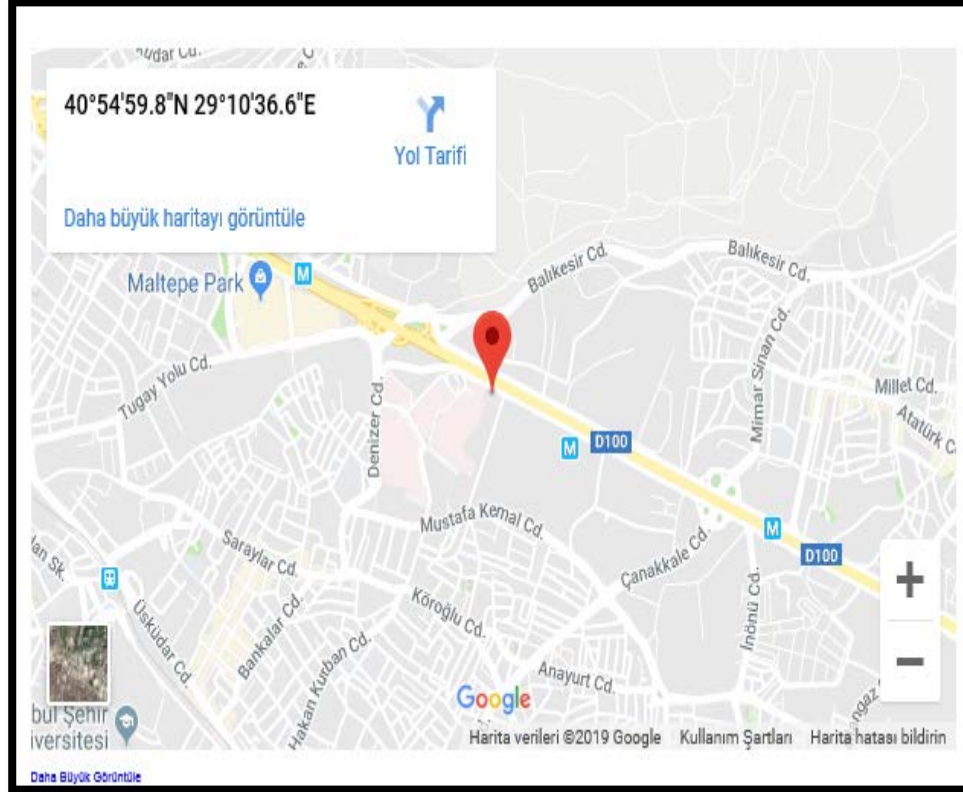 40°54'59.8"N 29°10'36.6"E
Yol Tarifi
Daha büyük haritayı görüntüle
Maltepe Park
M
Balıkesir Cd.
Balıkesir Cd.
Tugay Yolu Cd.
Denizer Cd.
Mimar Sinan Cd.
Millet Cd.
Atatürk C
D100
M
Mustafa Kemal Cd.
M
D100
Çanakkale Cd.
Saraylar Cd.
Sk.
Üsküdar Cd.
Bankalar Cd.
Hakan Kurban Cd.
Köroğlu Cd.
İnönü Cd.
Anayurt Cd.
+
−
bul Şehir
iversitesi
Google
Harita verileri ©2019 Google Kullanım Şartları Harita hatası bildirin
Daha Büyük Görüntüle